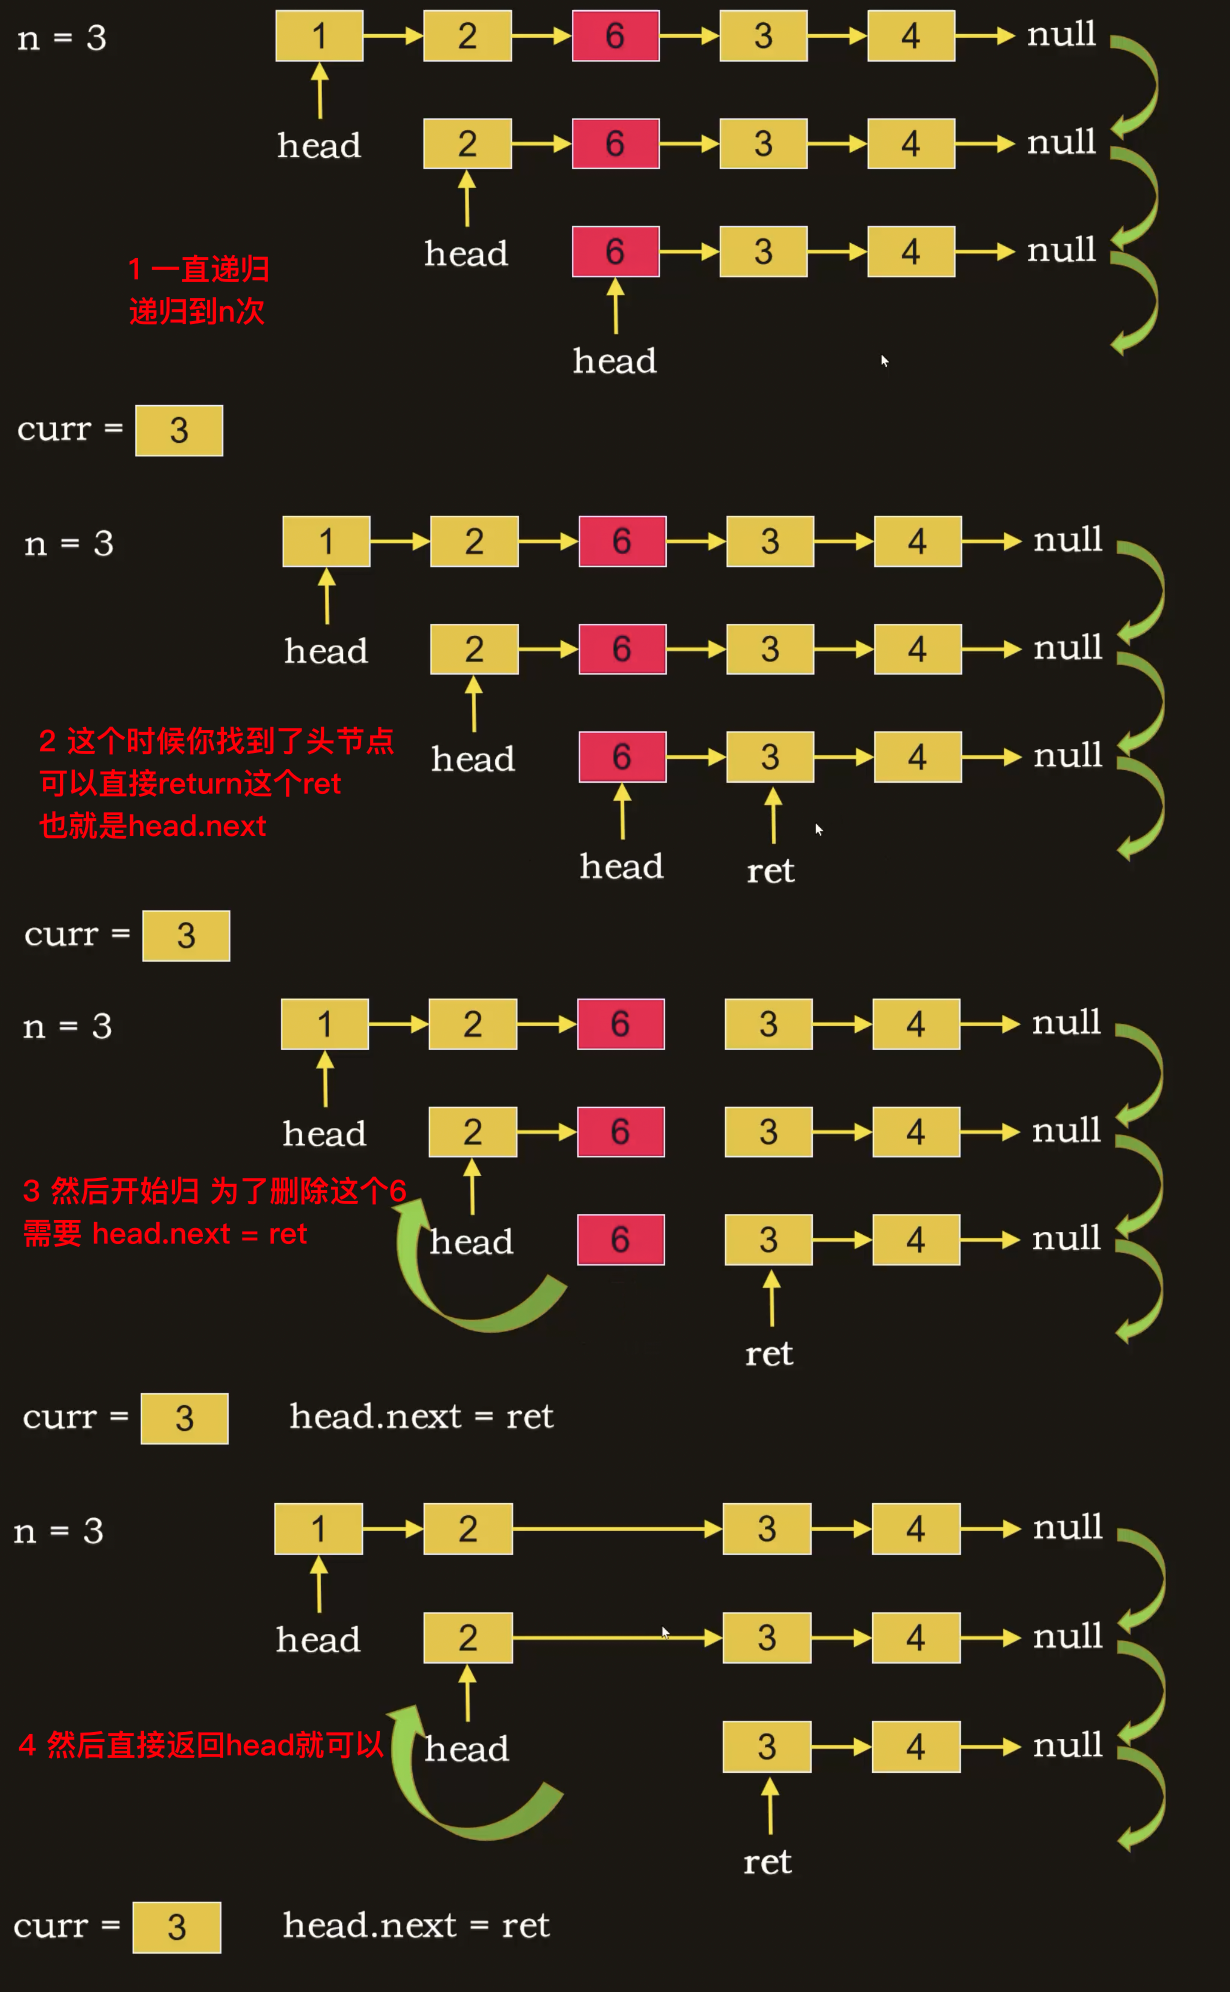 n = 3
1 2 6 3 4 null
head
2 6 3 4 null
head
6 3 4 null
head
1 一直递归
递归到n次
curr = 3
n = 3
1 2 6 3 4 null
head
2 6 3 4 null
head
6 3 4 null
head ret
2 这个时候你找到了头节点
可以直接return这个ret
也就是head.next
curr = 3
n = 3
1 2 6 3 4 null
head
2 6 3 4 null
head
6 3 4 null
ret
3 然后开始归 为了删除这个6
需要 head.next = ret
curr = 3 head.next = ret
n = 3
1 2 3 4 null
head
2 3 4 null
head
3 4 null
ret
4 然后直接返回head就可以
curr = 3 head.next = ret